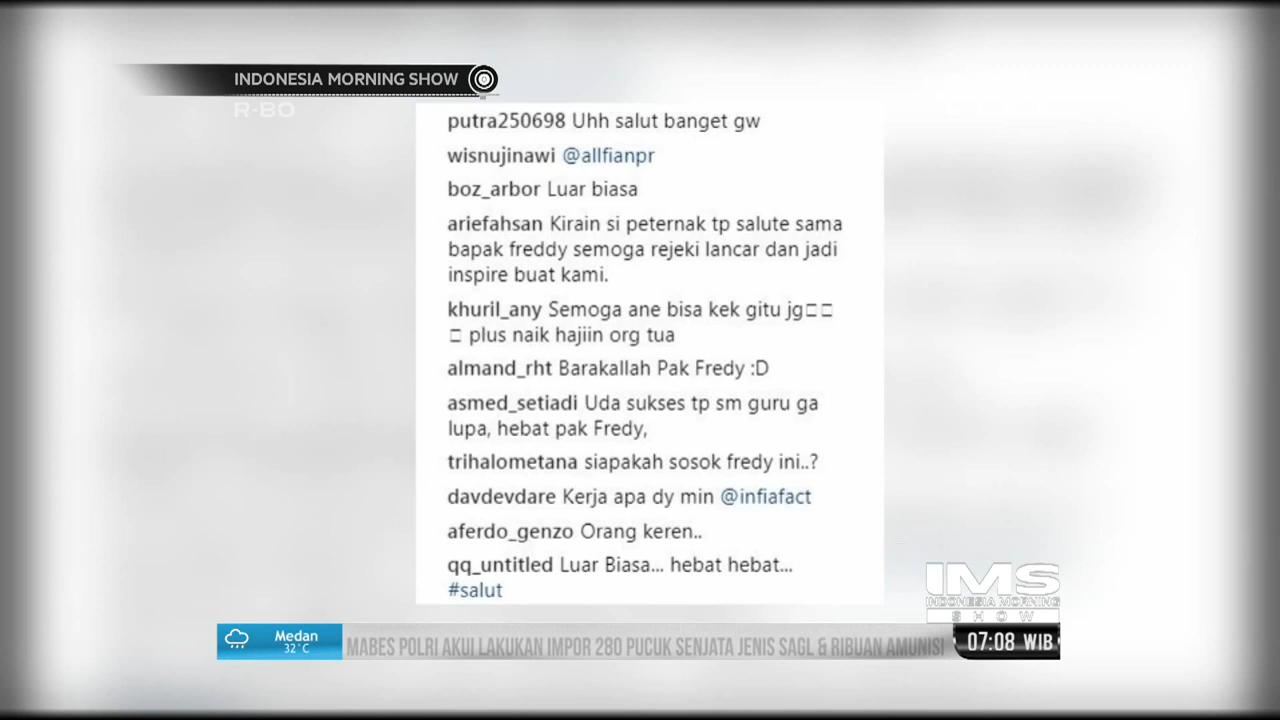 INDONESIA MORNING SHOW
R-BO
putra250698 Uhh salut banget gw
wisnujinawi @allfianpr
boz_arbor Luar biasa
ariefahsan Kirain si peternak tp salute sama
bapak freddy semoga rejeki lancar dan jadi
inspire buat kami.
khuril_any Semoga ane bisa kek gitu jg□□
□ plus naik hajiin org tua
almand_rht Barakallah Pak Fredy :D
asmed_setiadi Uda sukses tp sm guru ga
lupa, hebat pak Fredy,
trihalometana siapakah sosok fredy ini..?
davdevdare Kerja apa dy min @infiafact
aferdo_genzo Orang keren..
qq_untitled Luar Biasa... hebat hebat...
#salut
IMS
INDONESIA MORNING
SHOW
Medan
32°C
MABES POLRI AKUI LAKUKAN IMPOR 280 PUCUK SENJATA JENIS SAGL & RIBUAN AMUNISI
07:08 WIB